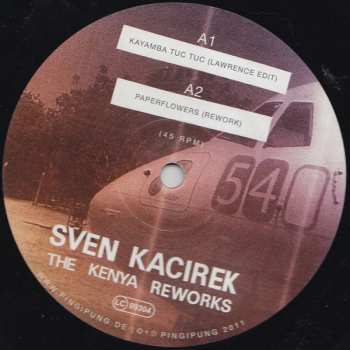 A1
KAYAMBA TUC TUC (LAWRENCE EDIT)
A2
PAPERFLOWERS (REWORK)
(45 RPM)
540
SVEN KACIREK
THE KENYA REWORKS
LC 09304
WWW.PINGIPUNG.DE | ©+℗ PINGIPUNG 2011